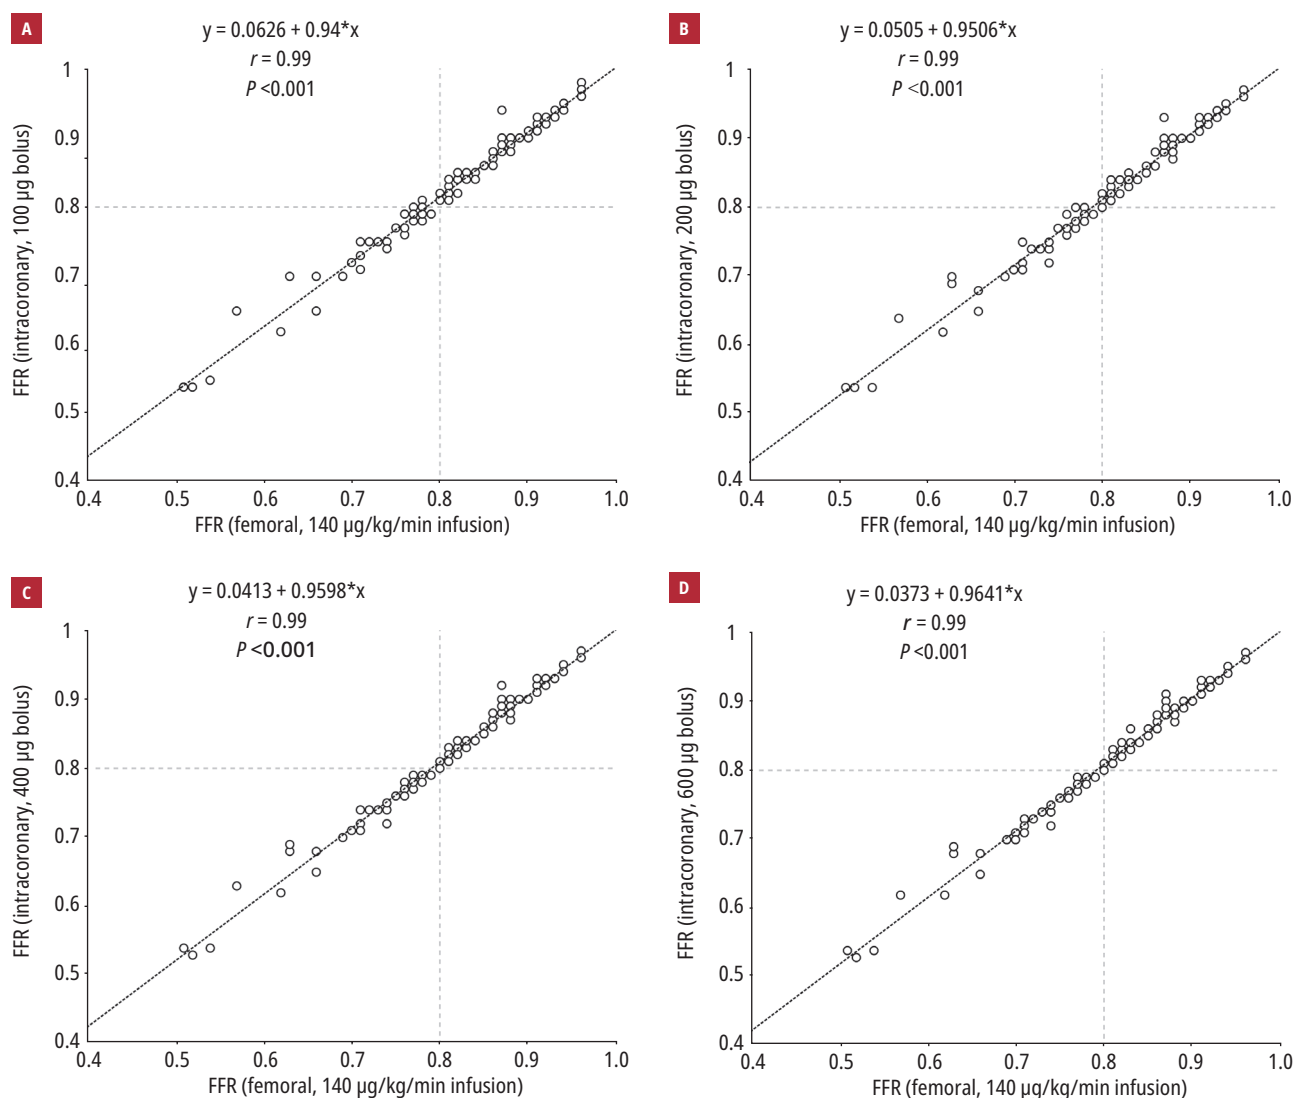 A
y = 0.0626 + 0.94*x
r = 0.99
P <0.001
FFR (intracoronary, 100 µg bolus)
1
0.9
0.8
0.7
0.6
0.5
0.4
0.4 0.5 0.6 0.7 0.8 0.9 1.0
FFR (femoral, 140 µg/kg/min infusion)
B
y = 0.0505 + 0.9506*x
r = 0.99
P <0.001
FFR (intracoronary, 200 µg bolus)
1
0.9
0.8
0.7
0.6
0.5
0.4
0.4 0.5 0.6 0.7 0.8 0.9 1.0
FFR (femoral, 140 µg/kg/min infusion)
C
y = 0.0413 + 0.9598*x
r = 0.99
P <0.001
FFR (intracoronary, 400 µg bolus)
1
0.9
0.8
0.7
0.6
0.5
0.4
0.4 0.5 0.6 0.7 0.8 0.9 1.0
FFR (femoral, 140 µg/kg/min infusion)
D
y = 0.0373 + 0.9641*x
r = 0.99
P <0.001
FFR (intracoronary, 600 µg bolus)
1
0.9
0.8
0.7
0.6
0.5
0.4
0.4 0.5 0.6 0.7 0.8 0.9 1.0
FFR (femoral, 140 µg/kg/min infusion)